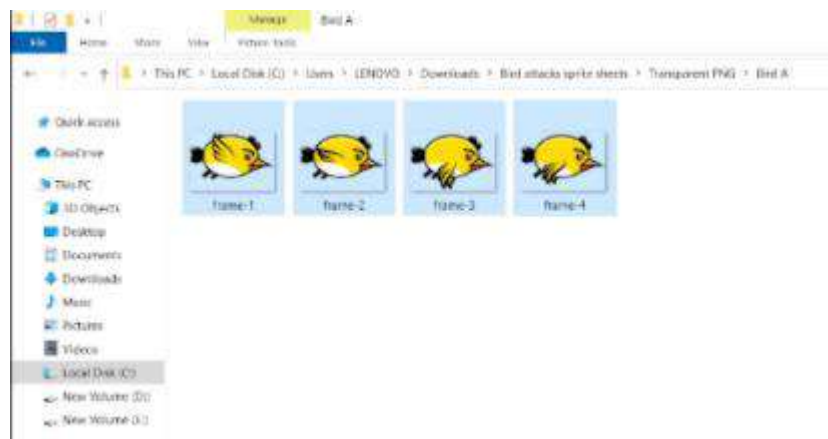 Manage Bird A
File Home Share View Picture Tools
This PC > Local Disk (C:) > Users > LENOVO > Downloads > Bird attacks sprite sheets > Transparent PNG > Bird A
Quick access
OneDrive
This PC
3D Objects
Desktop
Documents
Downloads
Music
Pictures
Videos
Local Disk (C:)
New Volume (D:)
New Volume
frame-1 frame-2 frame-3 frame-4